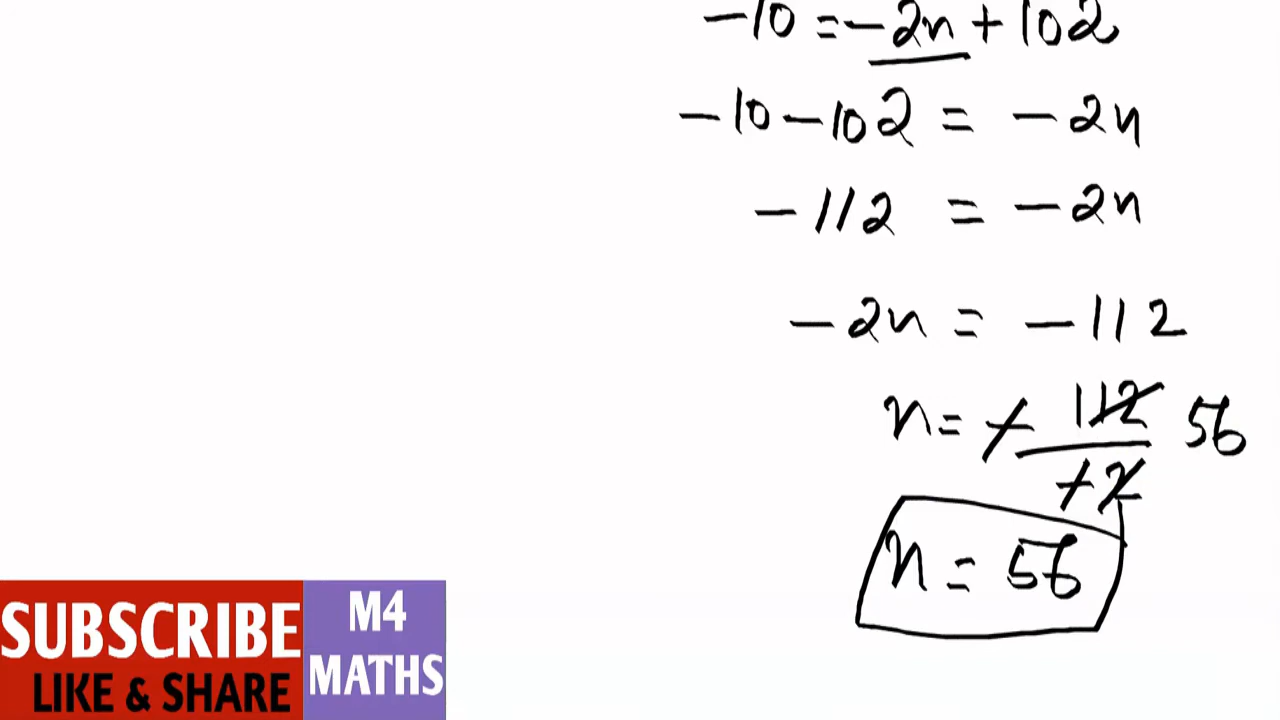 -10 = -2n + 102
-10 - 102 = -2n
-112 = -2n
-2n = -112
n = -112/-2 56
n = 56
SUBSCRIBE
LIKE & SHARE
M4
MATHS